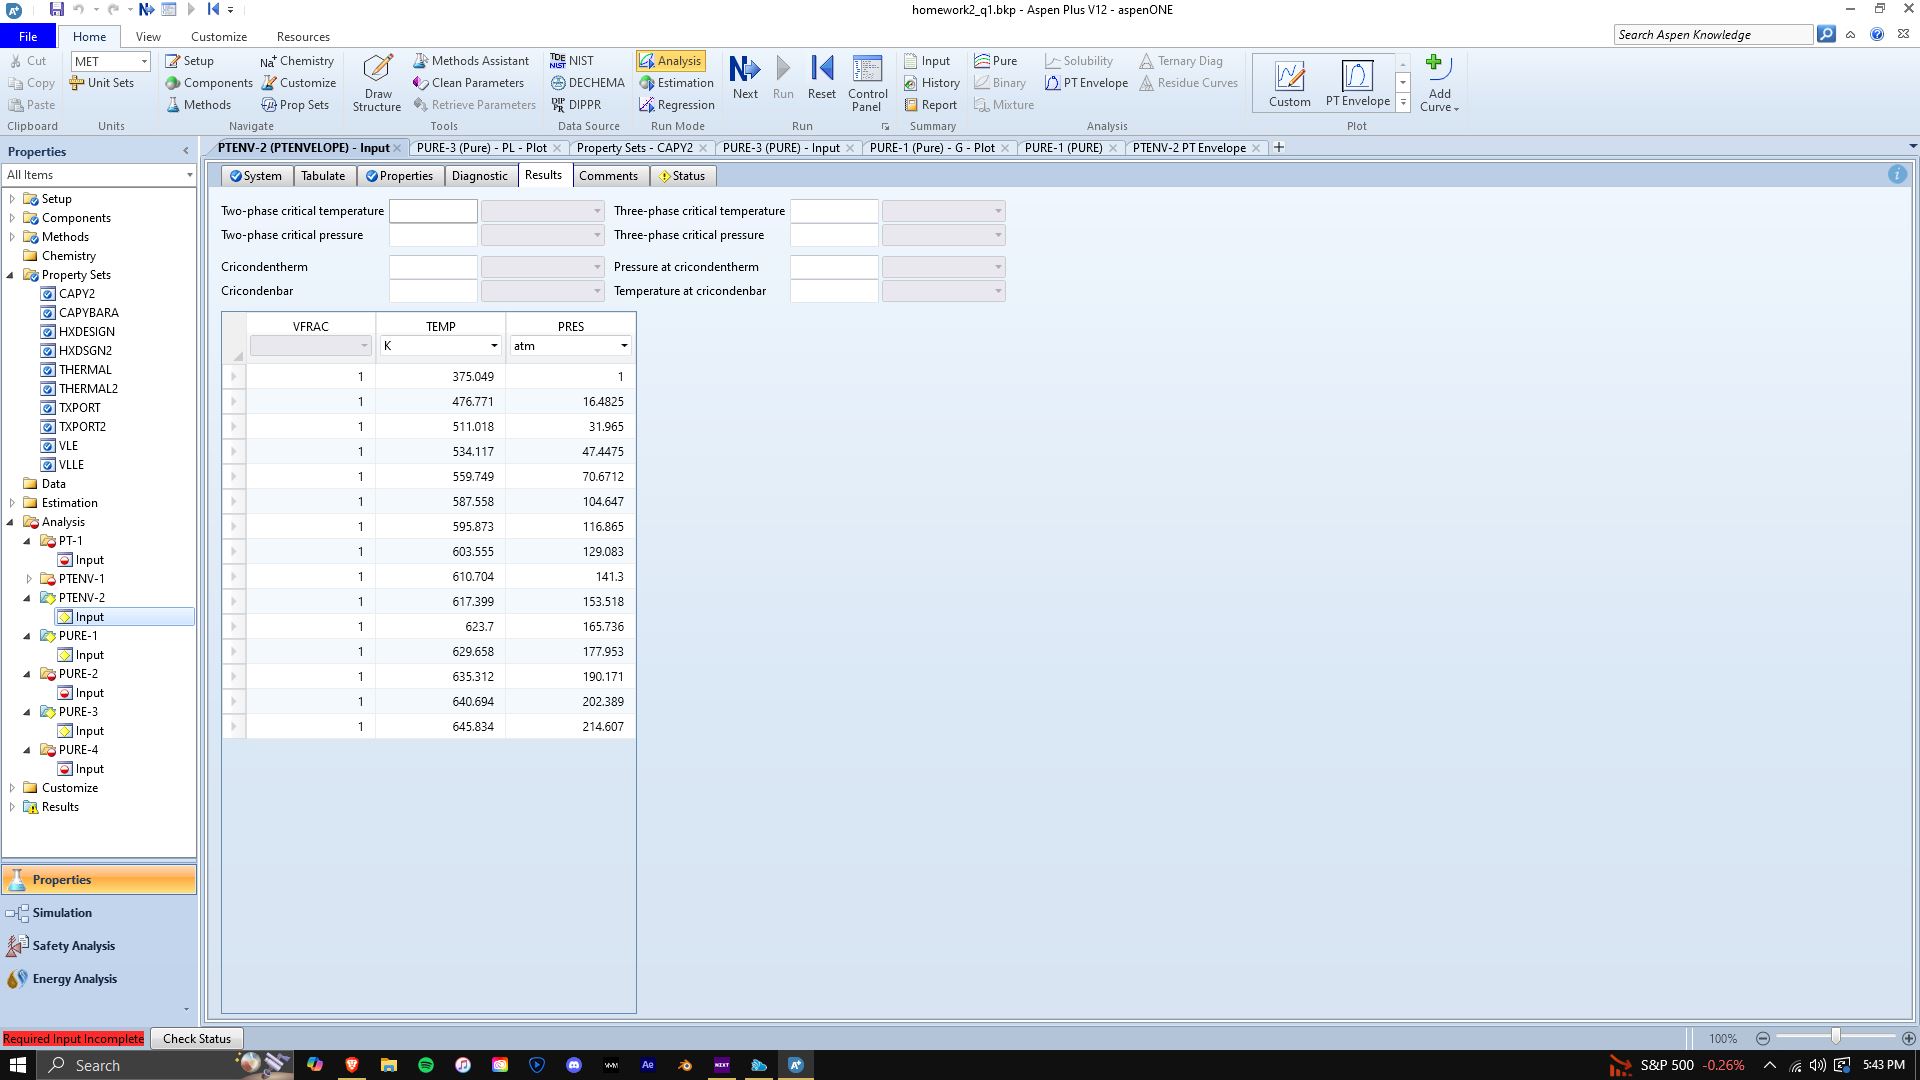 homework2_q1.bkp - Aspen Plus V12 - aspenONE
File Home View Customize Resources
Search Aspen Knowledge
Cut
Copy
Paste
Clipboard
MET
Unit Sets
Units
Setup
Components
Methods
Na+ Chemistry
Customize
Prop Sets
Navigate
Draw Structure
Methods Assistant
Clean Parameters
Retrieve Parameters
Tools
NIST
DECHEMA
DIPPR
Data Source
Analysis
Estimation
Regression
Run Mode
Next
Run
Reset
Control Panel
Run
Input
History
Report
Summary
Pure
Binary
Mixture
Solubility
PT Envelope
Ternary Diag
Residue Curves
Analysis
Custom
PT Envelope
Add Curve
Plot
Properties
All Items
Setup
Components
Methods
Chemistry
Property Sets
CAPY2
CAPYBARA
HXDESIGN
HXDSGN2
THERMAL
THERMAL2
TXPORT
TXPORT2
VLE
VLLE
Data
Estimation
Analysis
PT-1
Input
PTENV-1
PTENV-2
Input
PURE-1
Input
PURE-2
Input
PURE-3
Input
PURE-4
Input
Customize
Results
Properties
Simulation
Safety Analysis
Energy Analysis
PTENV-2 (PTENVELOPE) - Input PURE-3 (Pure) - PL - Plot Property Sets - CAPY2 PURE-3 (PURE) - Input PURE-1 (Pure) - G - Plot PURE-1 (PURE) PTENV-2 PT Envelope
System Tabulate Properties Diagnostic Results Comments Status
Two-phase critical temperature Three-phase critical temperature
Two-phase critical pressure Three-phase critical pressure
Cricondentherm Pressure at cricondentherm
Cricondenbar Temperature at cricondenbar
VFRAC TEMP PRES
K atm
1 375.049 1
1 476.771 16.4825
1 511.018 31.965
1 534.117 47.4475
1 559.749 70.6712
1 587.558 104.647
1 595.873 116.865
1 603.555 129.083
1 610.704 141.3
1 617.399 153.518
1 623.7 165.736
1 629.658 177.953
1 635.312 190.171
1 640.694 202.389
1 645.834 214.607
Required Input Incomplete Check Status 100%
Search S&P 500 -0.26% 5:43 PM